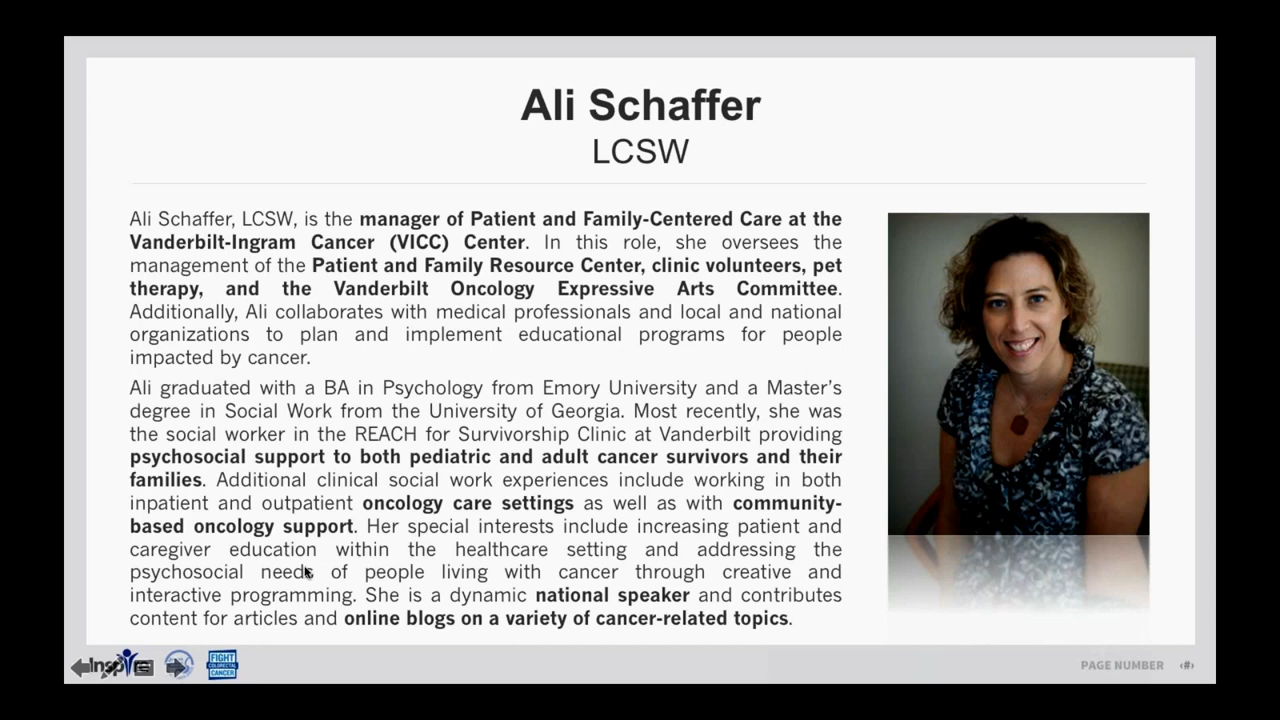 Ali Schaffer
LCSW
Ali Schaffer, LCSW, is the manager of Patient and Family-Centered Care at the
Vanderbilt-Ingram Cancer (VICC) Center. In this role, she oversees the
management of the Patient and Family Resource Center, clinic volunteers, pet
therapy, and the Vanderbilt Oncology Expressive Arts Committee.
Additionally, Ali collaborates with medical professionals and local and national
organizations to plan and implement educational programs for people
impacted by cancer.
Ali graduated with a BA in Psychology from Emory University and a Master's
degree in Social Work from the University of Georgia. Most recently, she was
the social worker in the REACH for Survivorship Clinic at Vanderbilt providing
psychosocial support to both pediatric and adult cancer survivors and their
families. Additional clinical social work experiences include working in both
inpatient and outpatient oncology care settings as well as with community-
based oncology support. Her special interests include increasing patient and
caregiver education within the healthcare setting and addressing the
psychosocial needs of people living with cancer through creative and
interactive programming. She is a dynamic national speaker and contributes
content for articles and online blogs on a variety of cancer-related topics.
FIGHT
COLORECTAL
CANCER
PAGE NUMBER ‹#›